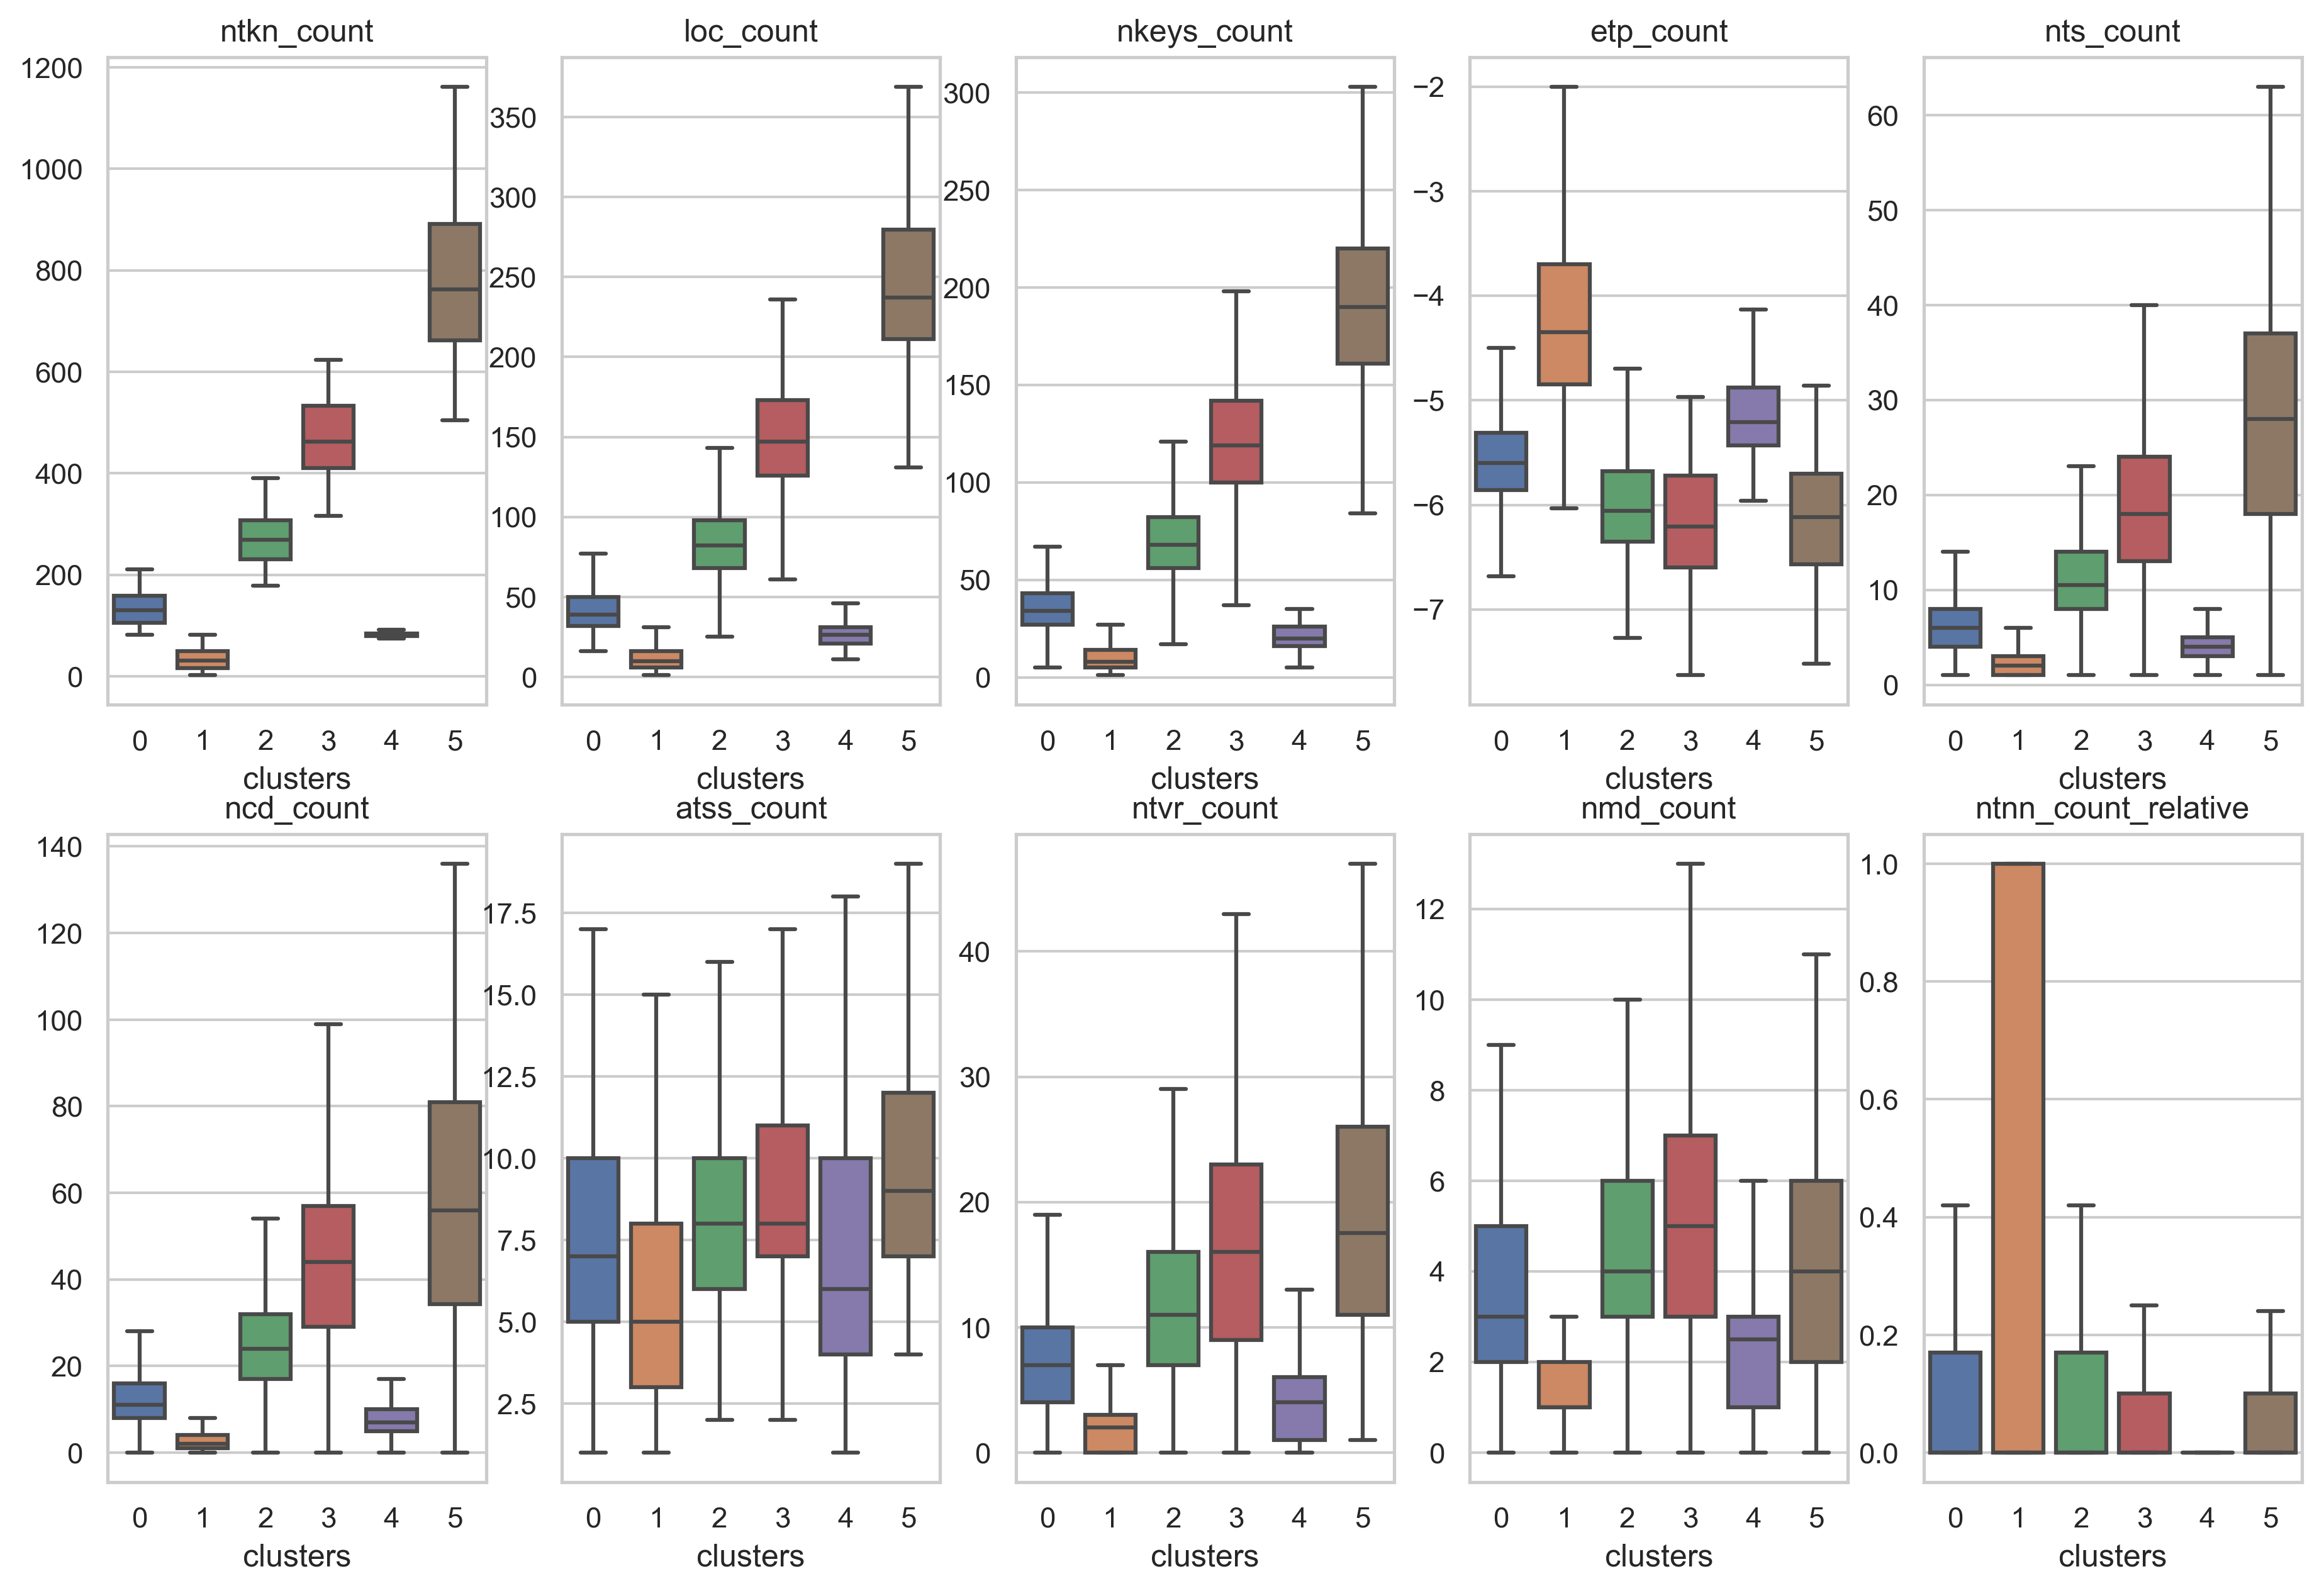 ntkn_count
1200
1000
800
600
400
200
0
0 1 2 3 4 5
clusters
loc_count
350
300
250
200
150
100
50
0
0 1 2 3 4 5
clusters
nkeys_count
300
250
200
150
100
50
0
0 1 2 3 4 5
clusters
etp_count
−2
−3
−4
−5
−6
−7
0 1 2 3 4 5
clusters
nts_count
60
50
40
30
20
10
0
0 1 2 3 4 5
clusters
ncd_count
140
120
100
80
60
40
20
0
0 1 2 3 4 5
clusters
atss_count
17.5
15.0
12.5
10.0
7.5
5.0
2.5
0 1 2 3 4 5
clusters
ntvr_count
40
30
20
10
0
0 1 2 3 4 5
clusters
nmd_count
12
10
8
6
4
2
0
0 1 2 3 4 5
clusters
ntnn_count_relative
1.0
0.8
0.6
0.4
0.2
0.0
0 1 2 3 4 5
clusters